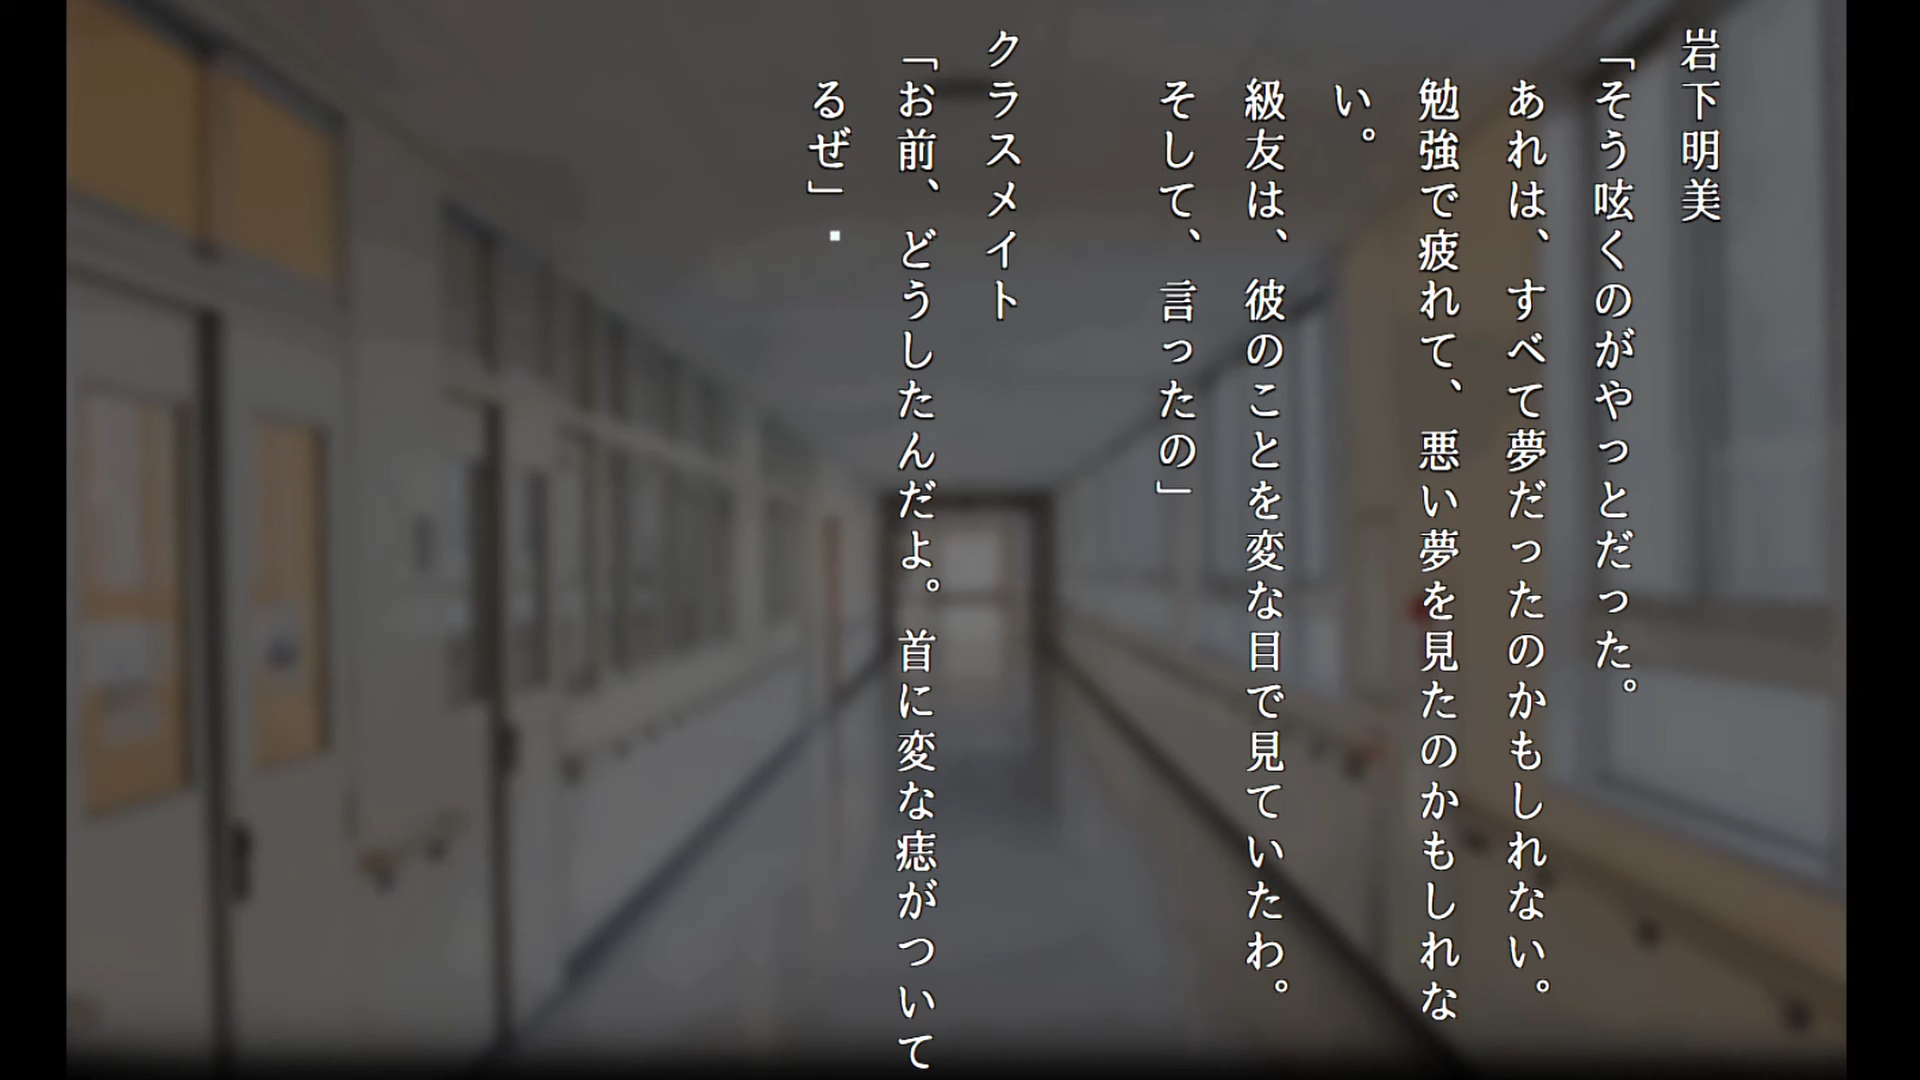 岩下明美
「そう呟くのがやっとだった。
あれは、すべて夢だったのかもしれない。
勉強で疲れて、悪い夢を見たのかもしれな
い。
級友は、彼のことを変な目で見ていたわ。
そして、言ったの」
クラスメイト
「お前、どうしたんだよ。首に変な痣がついて
るぜ」